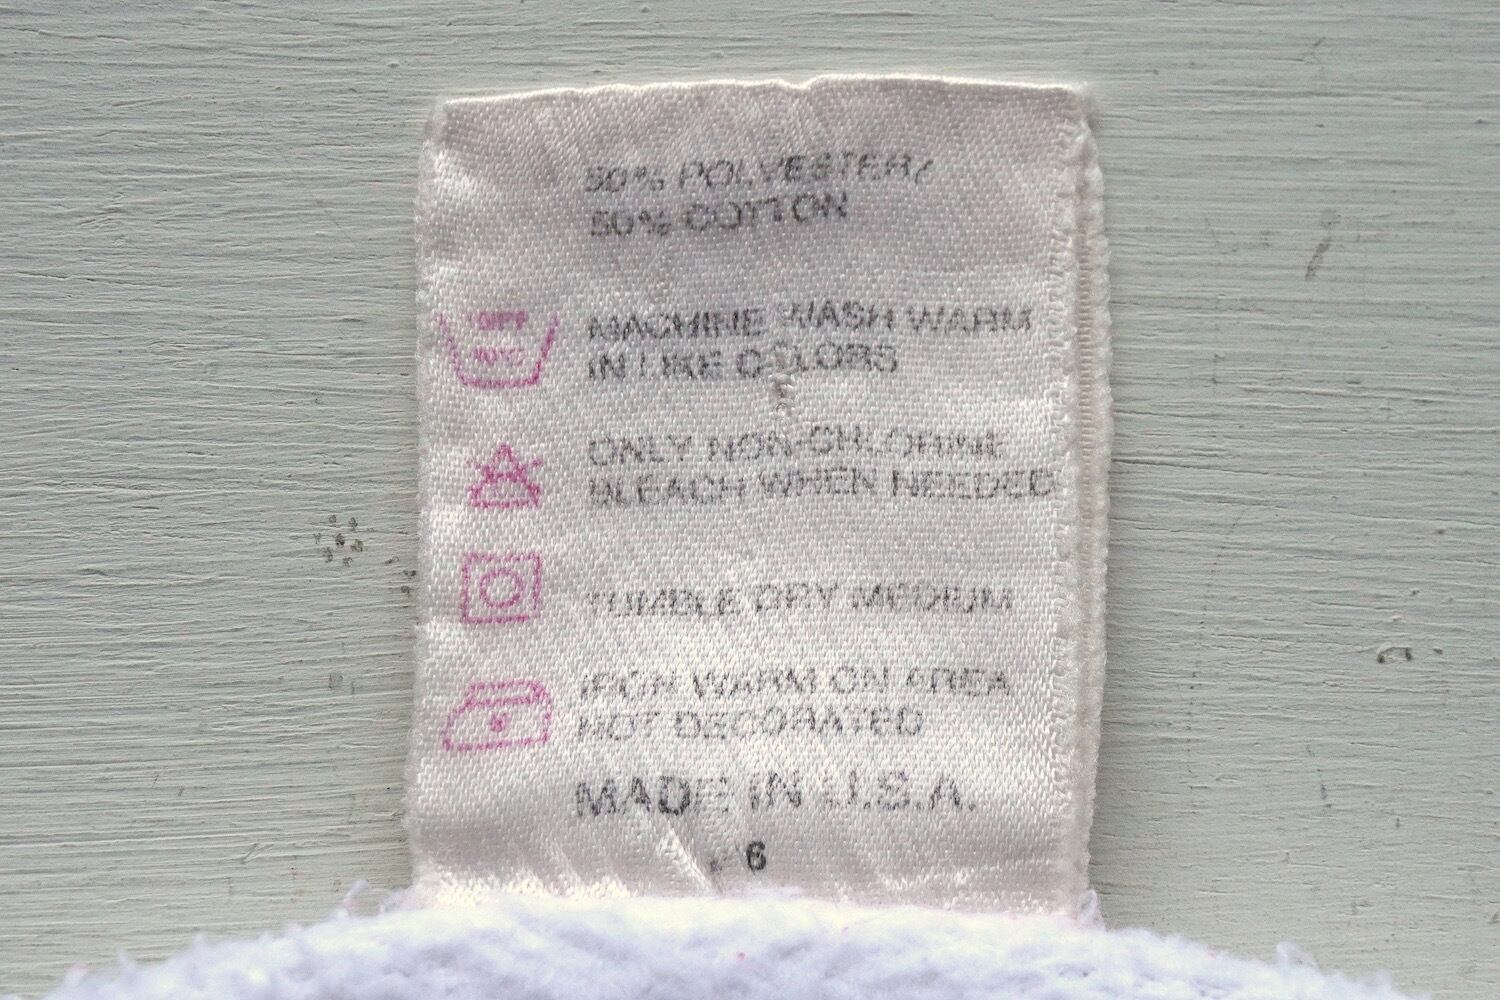 50% POLYESTER/
50% COTTON
MACHINE WASH WARM
IN LIKE COLORS
ONLY NON-CHLORINE
BLEACH WHEN NEEDED
TUMBLE DRY MEDIUM
IRON WARM ON AREA
NOT DECORATED
MADE IN U.S.A.
6